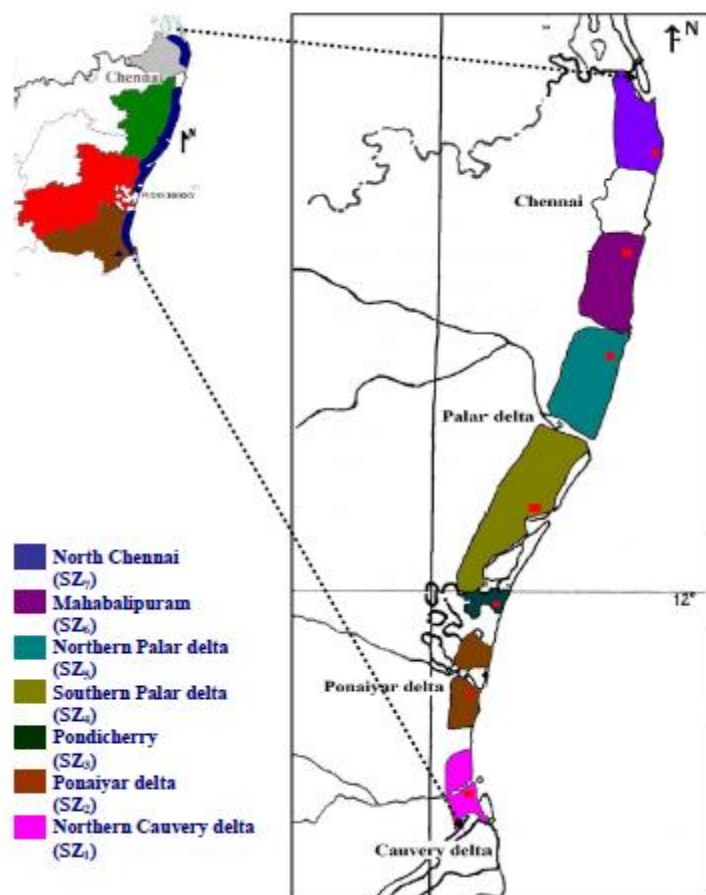 Chennai
N
N
Chennai
Palar delta
12°
Ponaiyar delta
Cauvery delta
North Chennai
(SZ₇)
Mahabalipuram
(SZ₆)
Northern Palar delta
(SZ₅)
Southern Palar delta
(SZ₄)
Pondicherry
(SZ₃)
Ponaiyar delta
(SZ₂)
Northern Cauvery delta
(SZ₁)